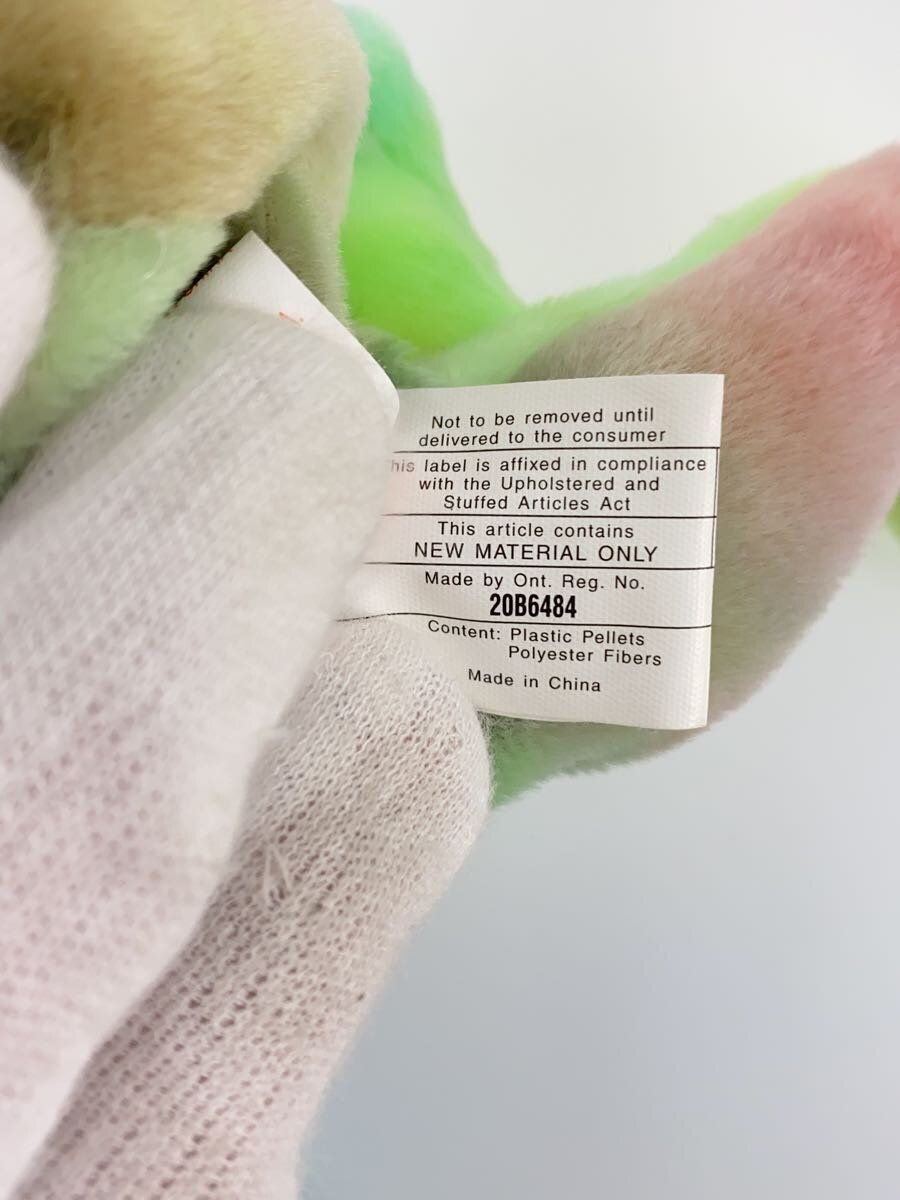 Not to be removed until
delivered to the consumer
his label is affixed in compliance
with the Upholstered and
Stuffed Articles Act
This article contains
NEW MATERIAL ONLY
Made by Ont. Reg. No.
20B6484
Content: Plastic Pellets
Polyester Fibers
Made in China